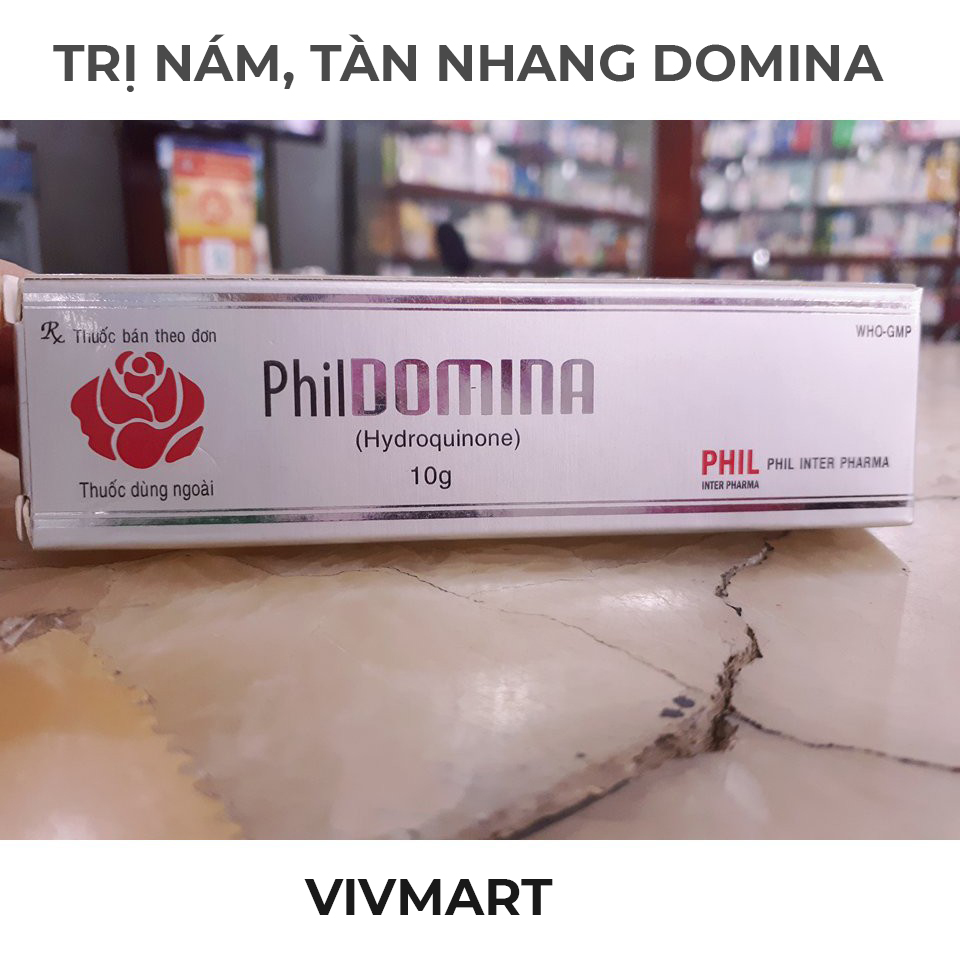 TRỊ NÁM, TÀN NHANG DOMINA
Rx Thuốc bán theo đơn
WHO-GMP
PhilDOMINA
(Hydroquinone)
10g
Thuốc dùng ngoài
PHIL
INTER PHARMA
PHIL INTER PHARMA
VIVMART